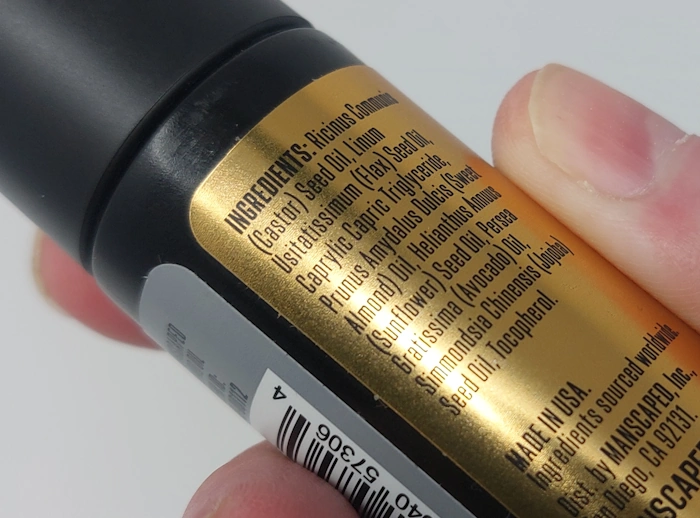 INGREDIENTS: Ricinus Communis
(Castor) Seed Oil, Linum
Usitatissimum (Flax) Seed Oil,
Caprylic Capric Triglyceride,
Prunus Amydalus Dulcis (Sweet
Almond) Oil, Helianthus Annuus
(Sunflower) Seed Oil, Persea
Gratissima (Avocado) Oil,
Simmondsia Chinensis (Jojoba)
Seed Oil, Tocopherol.
MADE IN USA.
Ingredients sourced worldwide.
Dist. by MANSCAPED, Inc.,
San Diego, CA 92131
57306
4